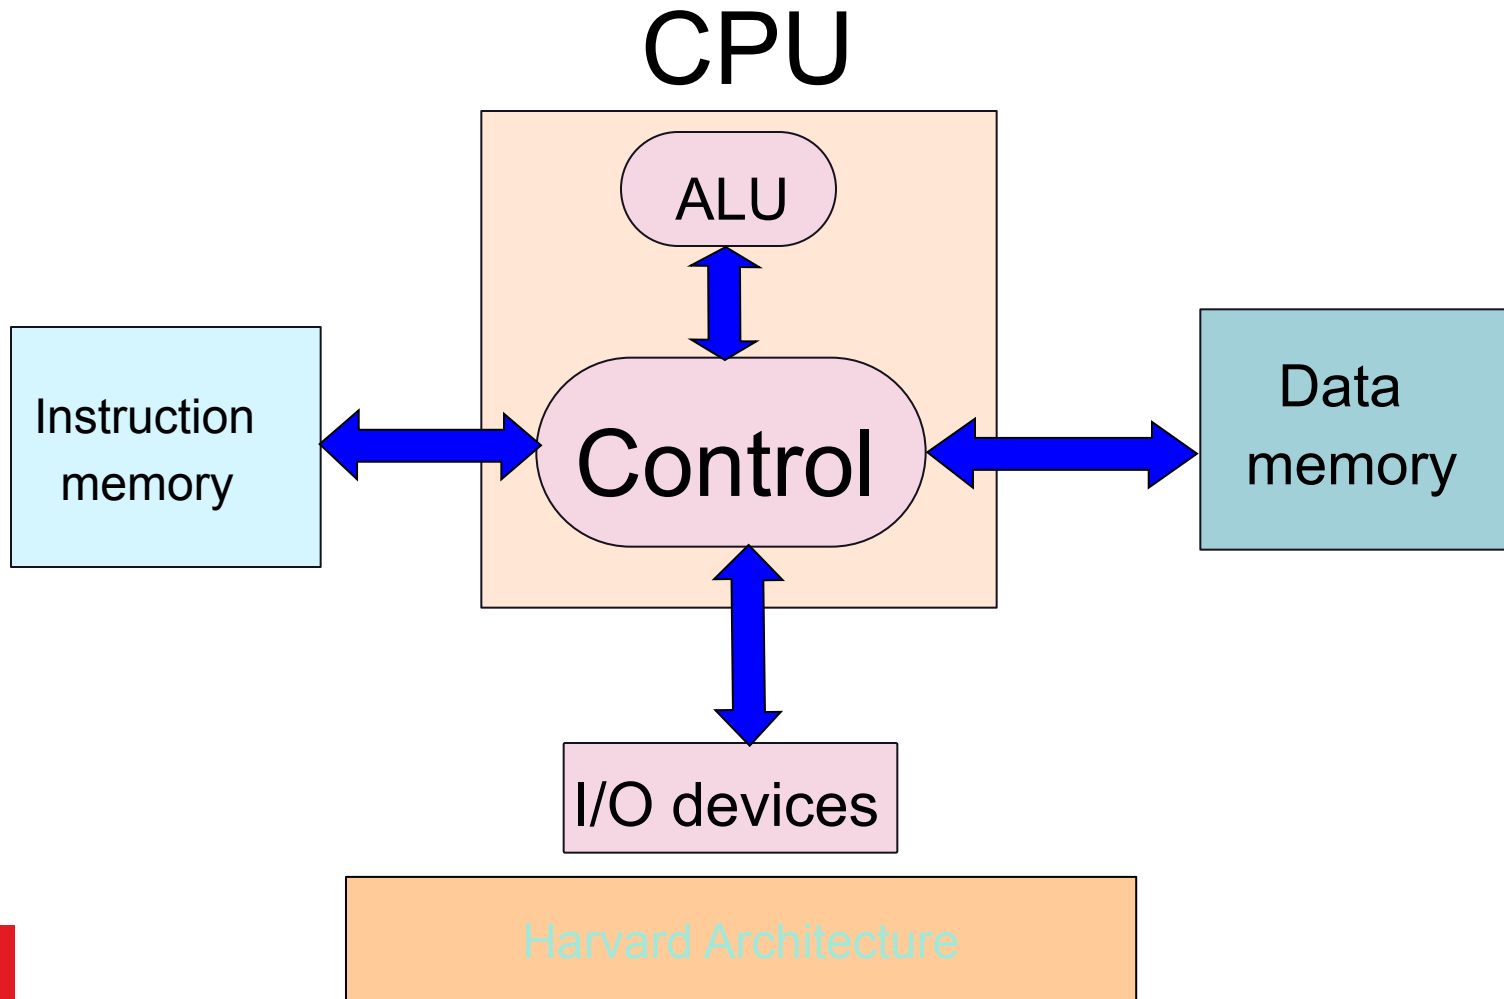 CPU
ALU
Instruction
memory
Control
Data
memory
I/O devices
Harvard Architecture